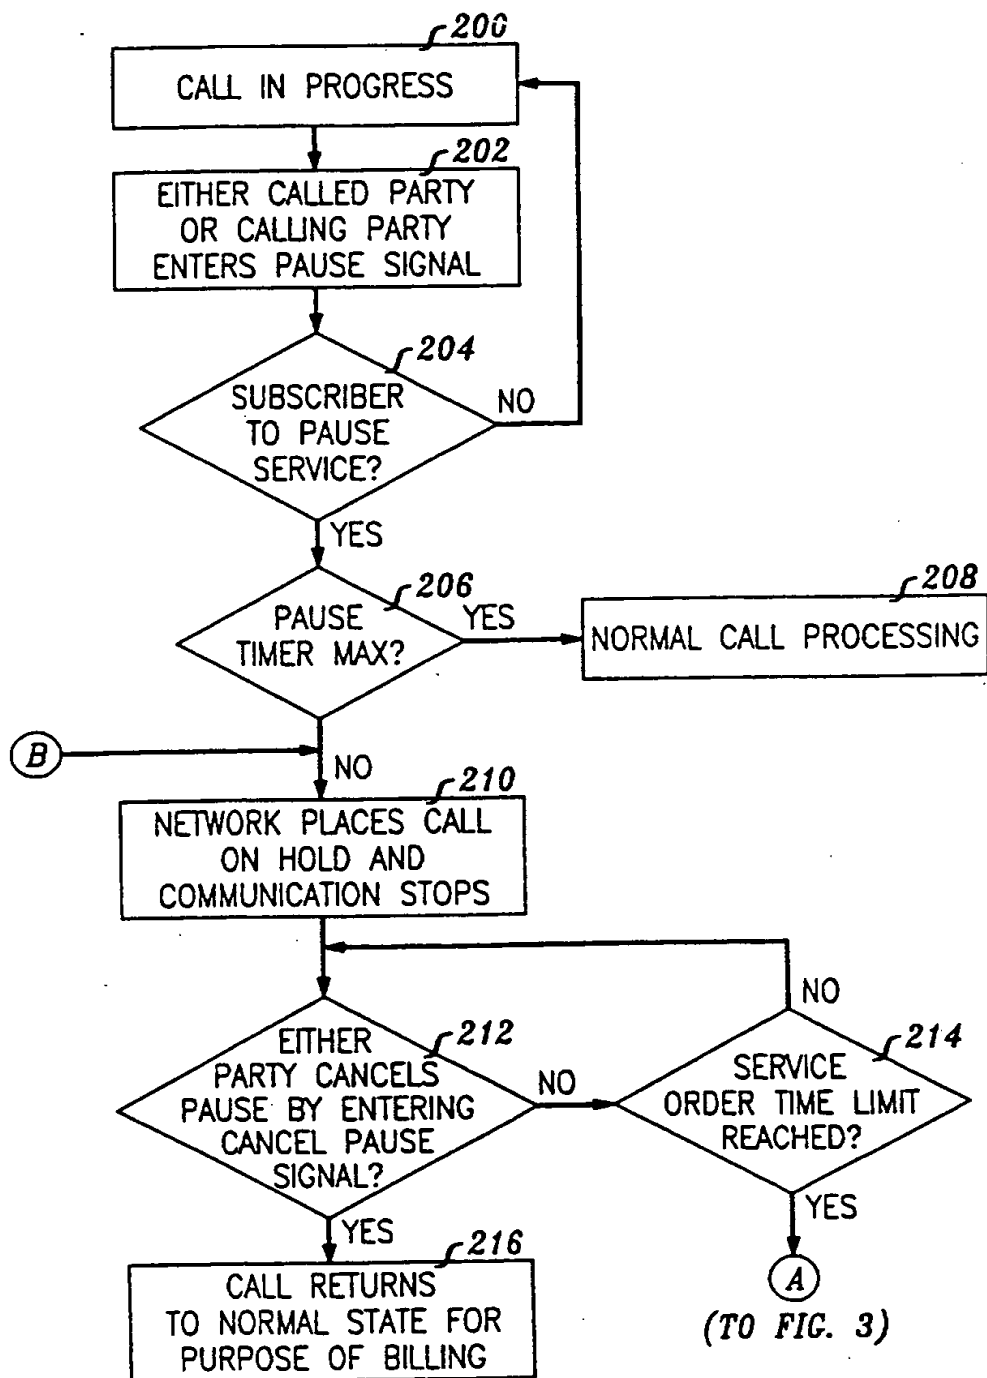 200
CALL IN PROGRESS
202
EITHER CALLED PARTY
OR CALLING PARTY
ENTERS PAUSE SIGNAL
204
SUBSCRIBER
TO PAUSE
SERVICE?
NO
YES
206
PAUSE
TIMER MAX?
YES
208
NORMAL CALL PROCESSING
B
NO
210
NETWORK PLACES CALL
ON HOLD AND
COMMUNICATION STOPS
212
EITHER
PARTY CANCELS
PAUSE BY ENTERING
CANCEL PAUSE
SIGNAL?
NO
NO
214
SERVICE
ORDER TIME LIMIT
REACHED?
YES
YES
216
CALL RETURNS
TO NORMAL STATE FOR
PURPOSE OF BILLING
A
(TO FIG. 3)